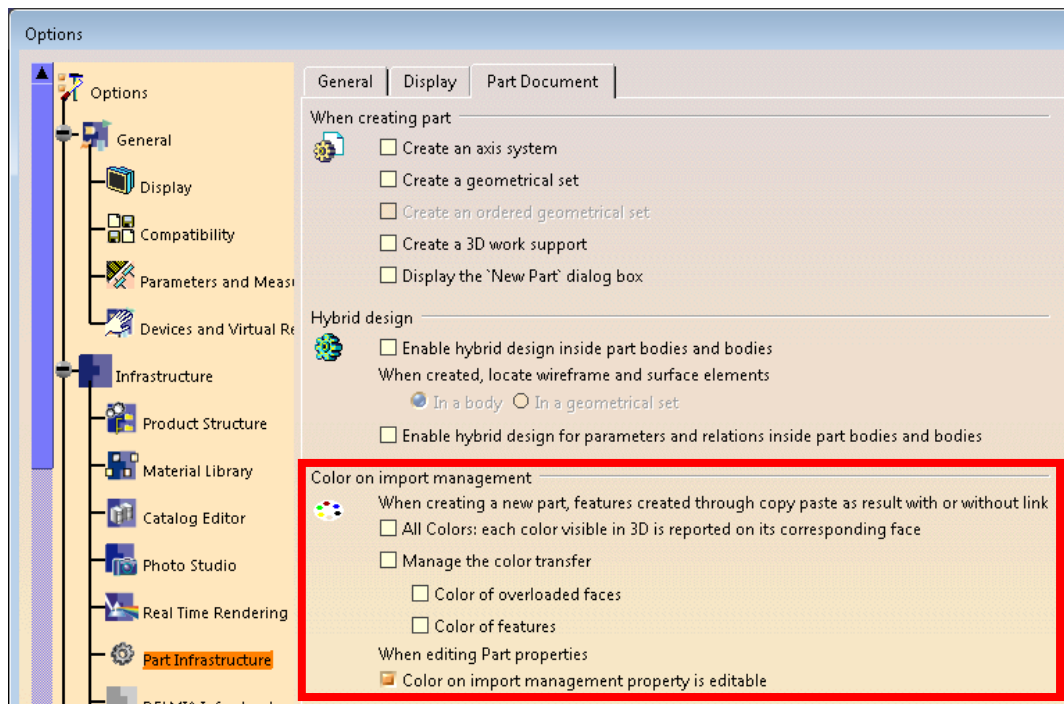 Options
Options
General
Display
Compatibility
Parameters and Measu
Devices and Virtual Re
Infrastructure
Product Structure
Material Library
Catalog Editor
Photo Studio
Real Time Rendering
Part Infrastructure
General Display Part Document
When creating part
Create an axis system
Create a geometrical set
Create an ordered geometrical set
Create a 3D work support
Display the `New Part` dialog box
Hybrid design
Enable hybrid design inside part bodies and bodies
When created, locate wireframe and surface elements
In a body In a geometrical set
Enable hybrid design for parameters and relations inside part bodies and bodies
Color on import management
When creating a new part, features created through copy paste as result with or without link
All Colors: each color visible in 3D is reported on its corresponding face
Manage the color transfer
Color of overloaded faces
Color of features
When editing Part properties
Color on import management property is editable